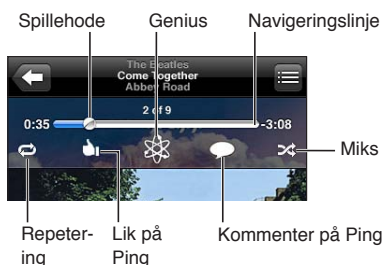 Spillehode Genius Navigeringslinje
The Beatles
Come Together
Abbey Road
2 of 9
0:35 -3:08
Miks
Repeter- Lik på Kommenter på Ping
ing Ping